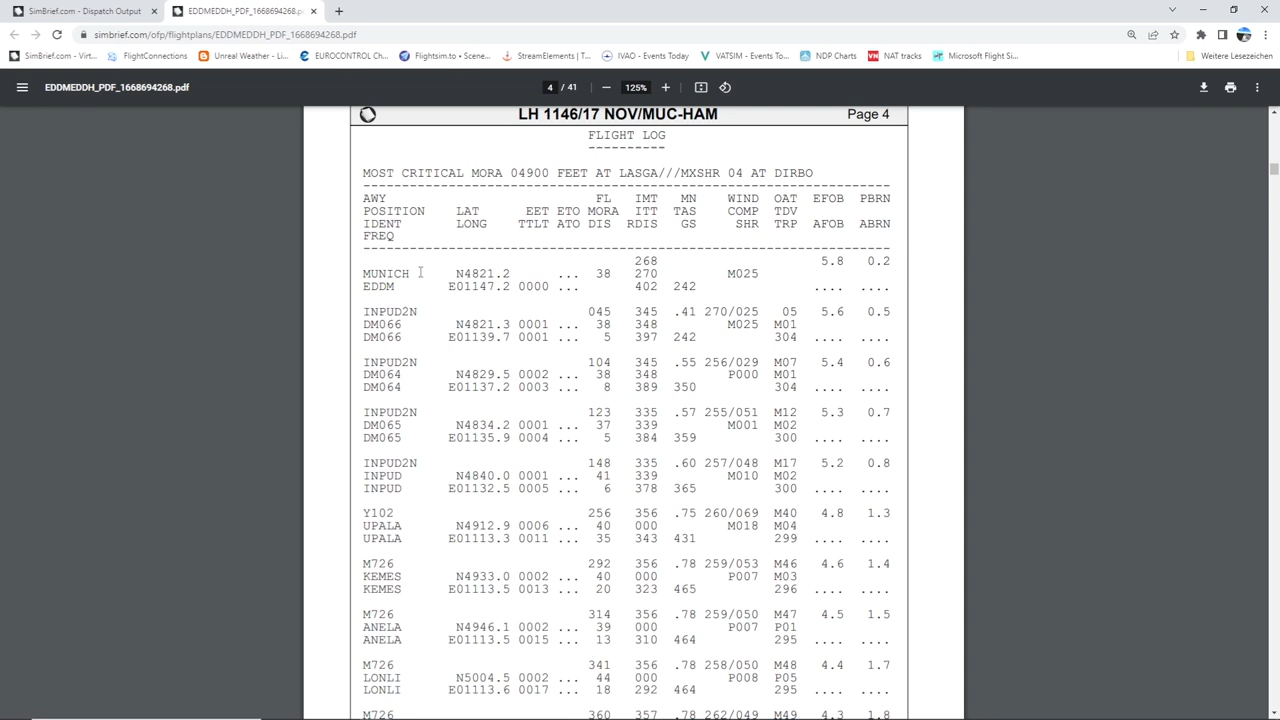 SimBrief.com - Dispatch Output
EDDMEDDH_PDF_1668694268.p
simbrief.com/ofp/flightplans/EDDMEDDH_PDF_1668694268.pdf
SimBrief.com - Virt... FlightConnections Unreal Weather - Li... EUROCONTROL Cor... Flightsim.to • Scene... StreamElements | To... IVAO - Events Today VATSIM - Events To... NDP Charts NAT tracks Microsoft Flight Si... Weitere Lesezeichen
EDDMEDDH_PDF_1668694268.pdf 4 / 41 125%
LH 1146/17 NOV/MUC-HAM Page 4
FLIGHT LOG
----------
MOST CRITICAL MORA 04900 FEET AT LASGA///MXSHR 04 AT DIRBO
--------------------------------------------------------------------
AWY FL IMT MN WIND OAT EFOB PBRN
POSITION LAT EET ETO MORA ITT TAS COMP TDV
IDENT LONG TTLT ATO DIS RDIS GS SHR TRP AFOB ABRN
FREQ
--------------------------------------------------------------------
268 5.8 0.2
MUNICH N4821.2 ... 38 270 M025
EDDM E01147.2 0000 ... 402 242 .... ....
INPUD2N 045 345 .41 270/025 05 5.6 0.5
DM066 N4821.3 0001 ... 38 348 M025 M01
DM066 E01139.7 0001 ... 5 397 242 304 .... ....
INPUD2N 104 345 .55 256/029 M07 5.4 0.6
DM064 N4829.5 0002 ... 38 348 P000 M01
DM064 E01137.2 0003 ... 8 389 350 304 .... ....
INPUD2N 123 335 .57 255/051 M12 5.3 0.7
DM065 N4834.2 0001 ... 37 339 M001 M02
DM065 E01135.9 0004 ... 5 384 359 300 .... ....
INPUD2N 148 335 .60 257/048 M17 5.2 0.8
INPUD N4840.0 0001 ... 41 339 M010 M02
INPUD E01132.5 0005 ... 6 378 365 300 .... ....
Y102 256 356 .75 260/069 M40 4.8 1.3
UPALA N4912.9 0006 ... 40 000 M018 M04
UPALA E01113.3 0011 ... 35 343 431 299 .... ....
M726 292 356 .78 259/053 M46 4.6 1.4
KEMES N4933.0 0002 ... 40 000 P007 M03
KEMES E01113.5 0013 ... 20 323 465 296 .... ....
M726 314 356 .78 259/050 M47 4.5 1.5
ANELA N4946.1 0002 ... 39 000 P007 P01
ANELA E01113.5 0015 ... 13 310 464 295 .... ....
M726 341 356 .78 258/050 M48 4.4 1.7
LONLI N5004.5 0002 ... 44 000 P008 P05
LONLI E01113.6 0017 ... 18 292 464 295 .... ....
M726 360 357 .78 262/049 M49 4.3 1.8